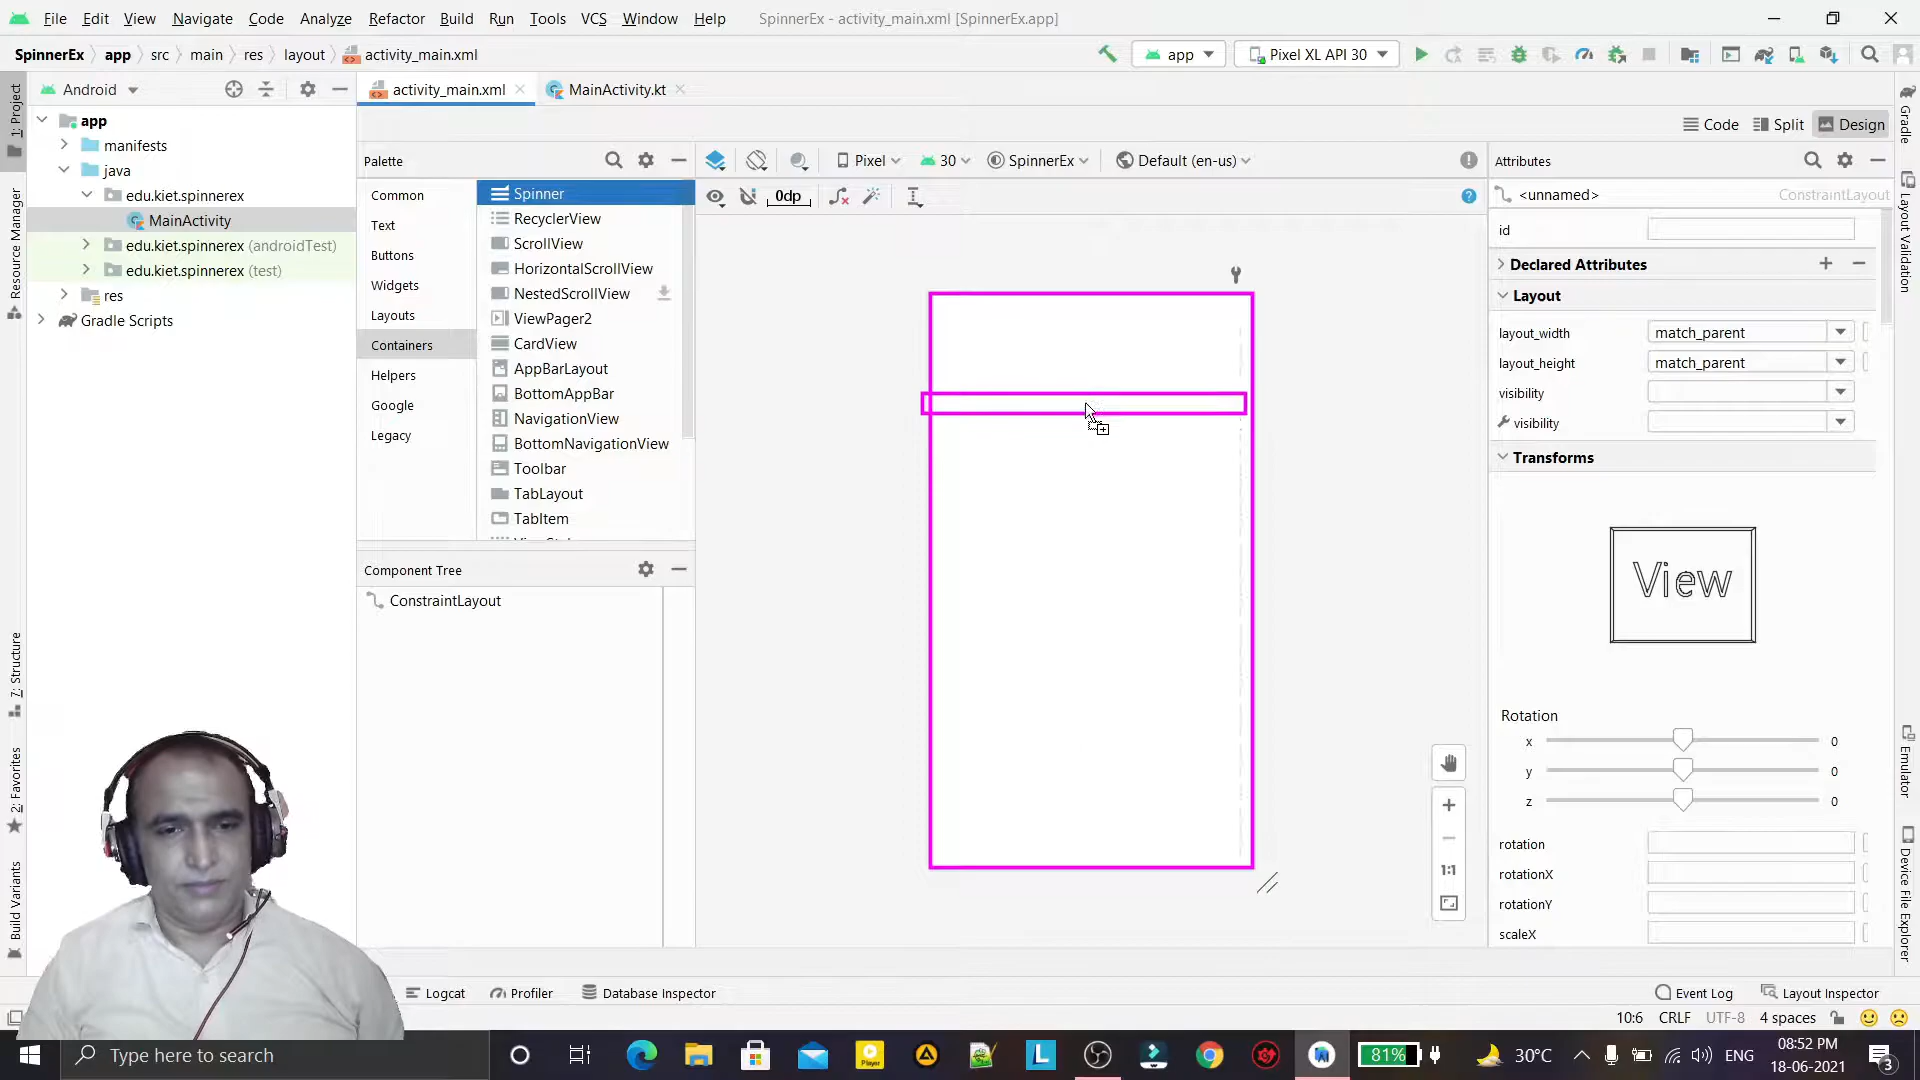 File Edit View Navigate Code Analyze Refactor Build Run Tools VCS Window Help SpinnerEx - activity_main.xml [SpinnerEx.app]
SpinnerEx app src main res layout activity_main.xml app Pixel XL API 30
Android activity_main.xml MainActivity.kt
Code Split Design
1: Project
Resource Manager
7: Structure
2: Favorites
Build Variants
app
manifests
java
edu.kiet.spinnerex
MainActivity
edu.kiet.spinnerex (androidTest)
edu.kiet.spinnerex (test)
res
Gradle Scripts
Palette
Common
Text
Buttons
Widgets
Layouts
Containers
Helpers
Google
Legacy
Spinner
RecyclerView
ScrollView
HorizontalScrollView
NestedScrollView
ViewPager2
CardView
AppBarLayout
BottomAppBar
NavigationView
BottomNavigationView
Toolbar
TabLayout
TabItem
Component Tree
ConstraintLayout
Pixel 30 SpinnerEx Default (en-us)
0dp
1:1
Attributes
<unnamed> ConstraintLayout
id
Declared Attributes
Layout
layout_width match_parent
layout_height match_parent
visibility
visibility
Transforms
View
Rotation
x 0
y 0
z 0
rotation
rotationX
rotationY
scaleX
Gradle
Layout Validation
Emulator
Device File Explorer
Logcat Profiler Database Inspector Event Log Layout Inspector
10:6 CRLF UTF-8 4 spaces
Type here to search
Player
L
81%
30°C
ENG
08:52 PM
18-06-2021
3